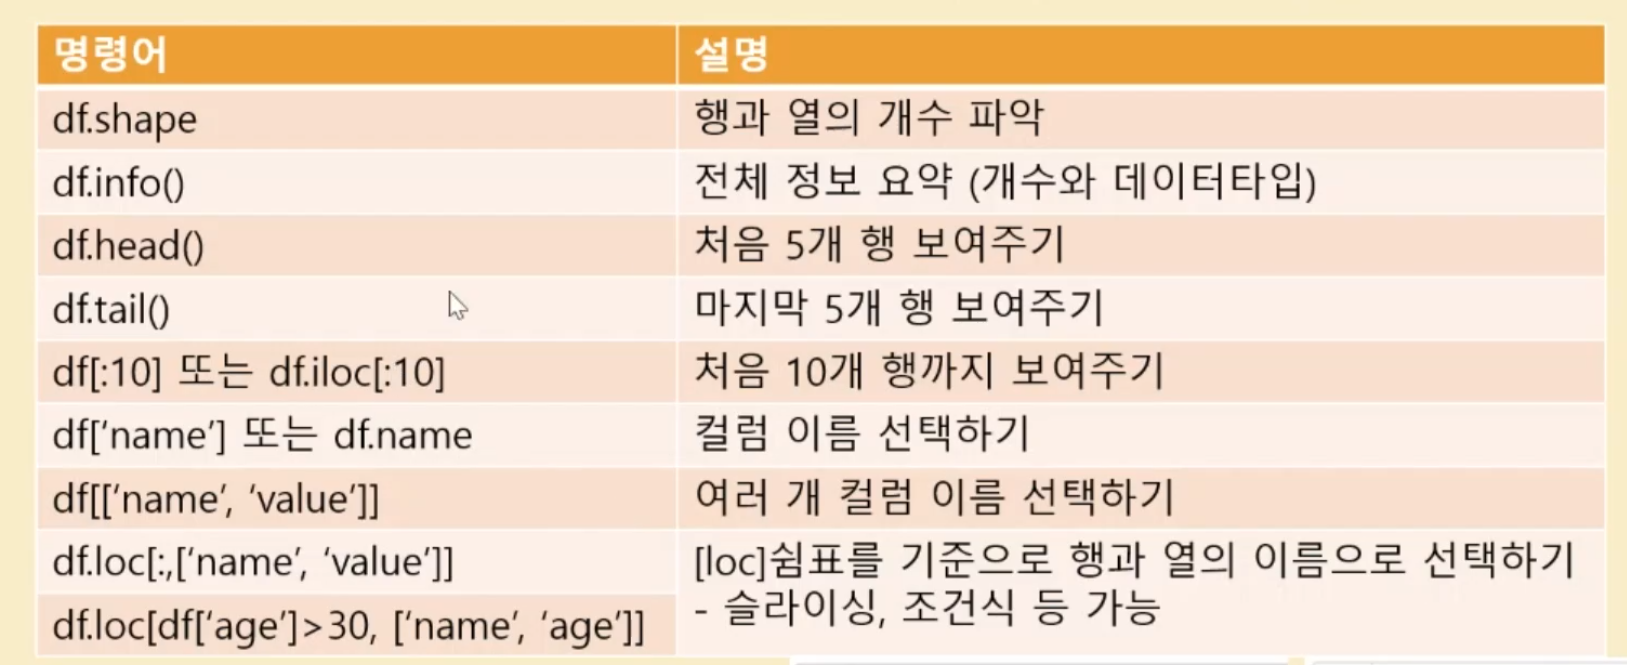 명령어 설명
df.shape 행과 열의 개수 파악
df.info() 전체 정보 요약 (개수와 데이터타입)
df.head() 처음 5개 행 보여주기
df.tail() 마지막 5개 행 보여주기
df[:10] 또는 df.iloc[:10] 처음 10개 행까지 보여주기
df[‘name’] 또는 df.name 컬럼 이름 선택하기
df[[‘name’, ‘value’]] 여러 개 컬럼 이름 선택하기
df.loc[:,[‘name’, ‘value’]] [loc]쉼표를 기준으로 행과 열의 이름으로 선택하기
- 슬라이싱, 조건식 등 가능
df.loc[df[‘age’]>30, [‘name’, ‘age’]]